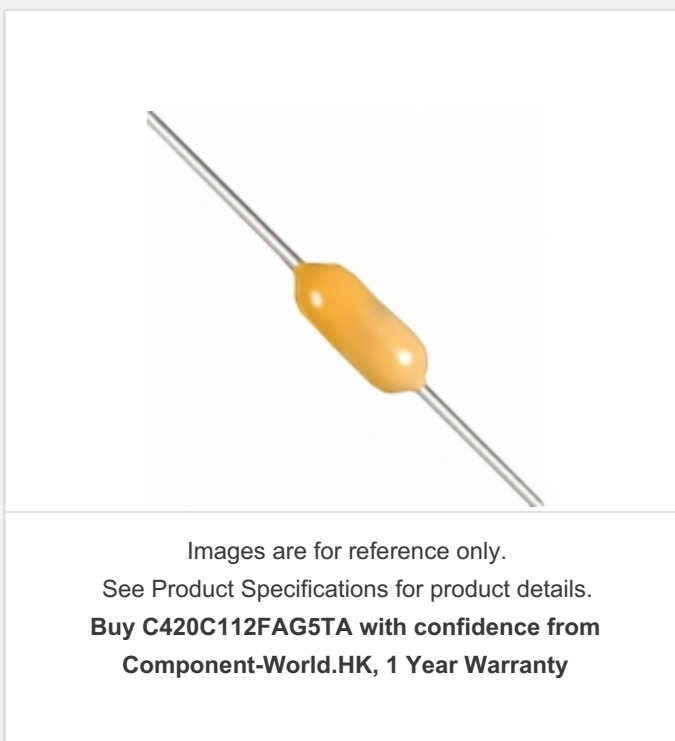 Images are for reference only.
See Product Specifications for product details.
Buy C420C112FAG5TA with confidence from
Component-World.HK, 1 Year Warranty